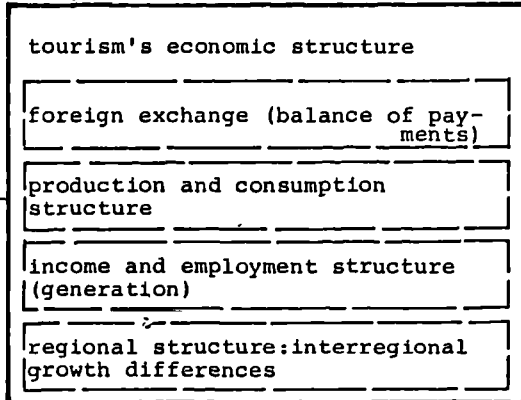 tourism's economic structure
foreign exchange (balance of pay-
ments)
production and consumption
structure
income and employment structure
(generation)
regional structure:interregional
growth differences